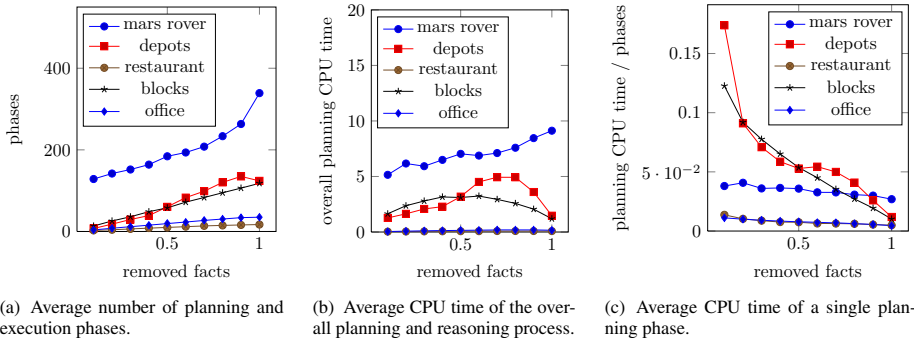 mars rover
depots
restaurant
blocks
office
400
200
0
0.5
1
phases
removed facts
(a) Average number of planning and
execution phases.
mars rover
depots
restaurant
blocks
office
20
15
10
5
0
0.5
1
overall planning CPU time
removed facts
(b) Average CPU time of the over-
all planning and reasoning process.
mars rover
depots
restaurant
blocks
office
0.15
0.1
5 · 10⁻²
0
0.5
1
planning CPU time / phases
removed facts
(c) Average CPU time of a single plan-
ning phase.